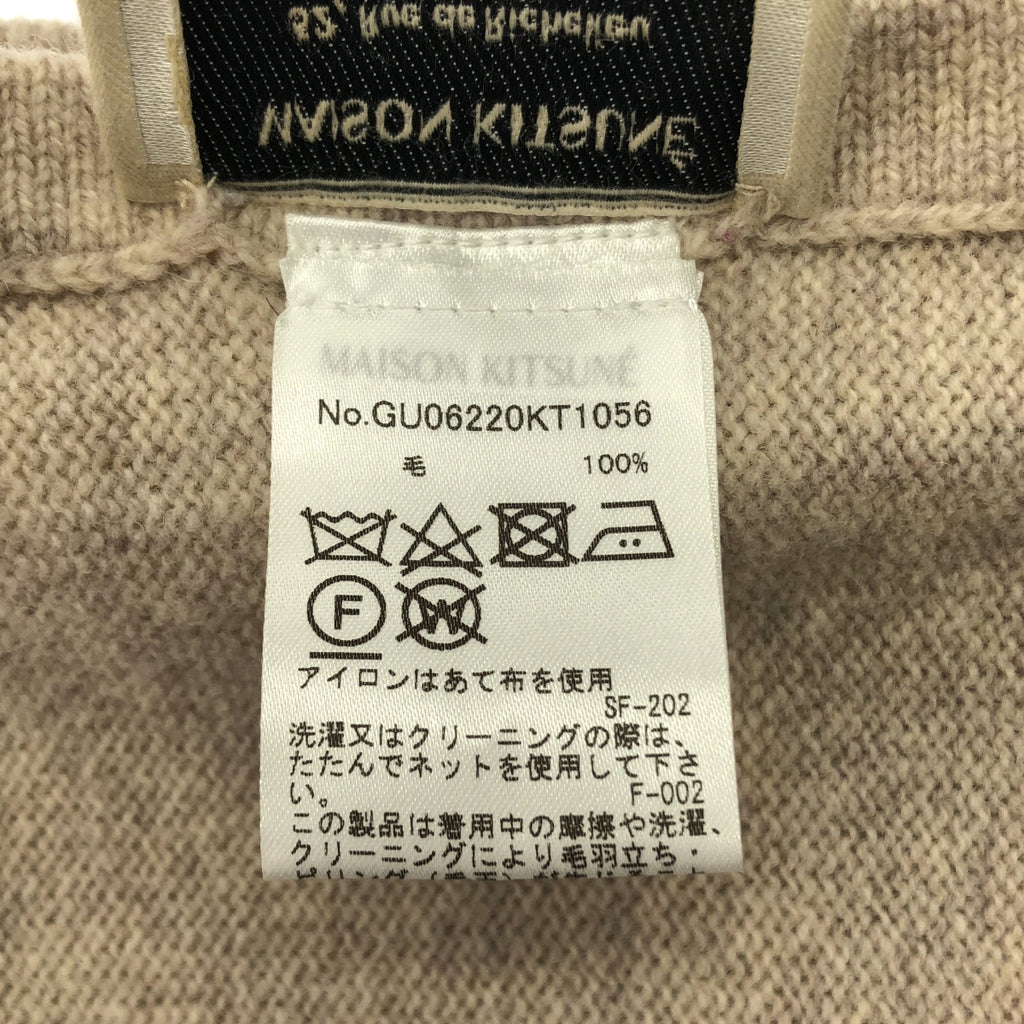 52, Rue de Richelieu
MAISON KITSUNÉ
MAISON KITSUNÉ
No.GU06220KT1056
毛 100%
F W
アイロンはあて布を使用
SF-202
洗濯又はクリーニングの際は、
たたんでネットを使用して下さ
い。 F-002
この製品は着用中の摩擦や洗濯、
クリーニングにより毛羽立ち・